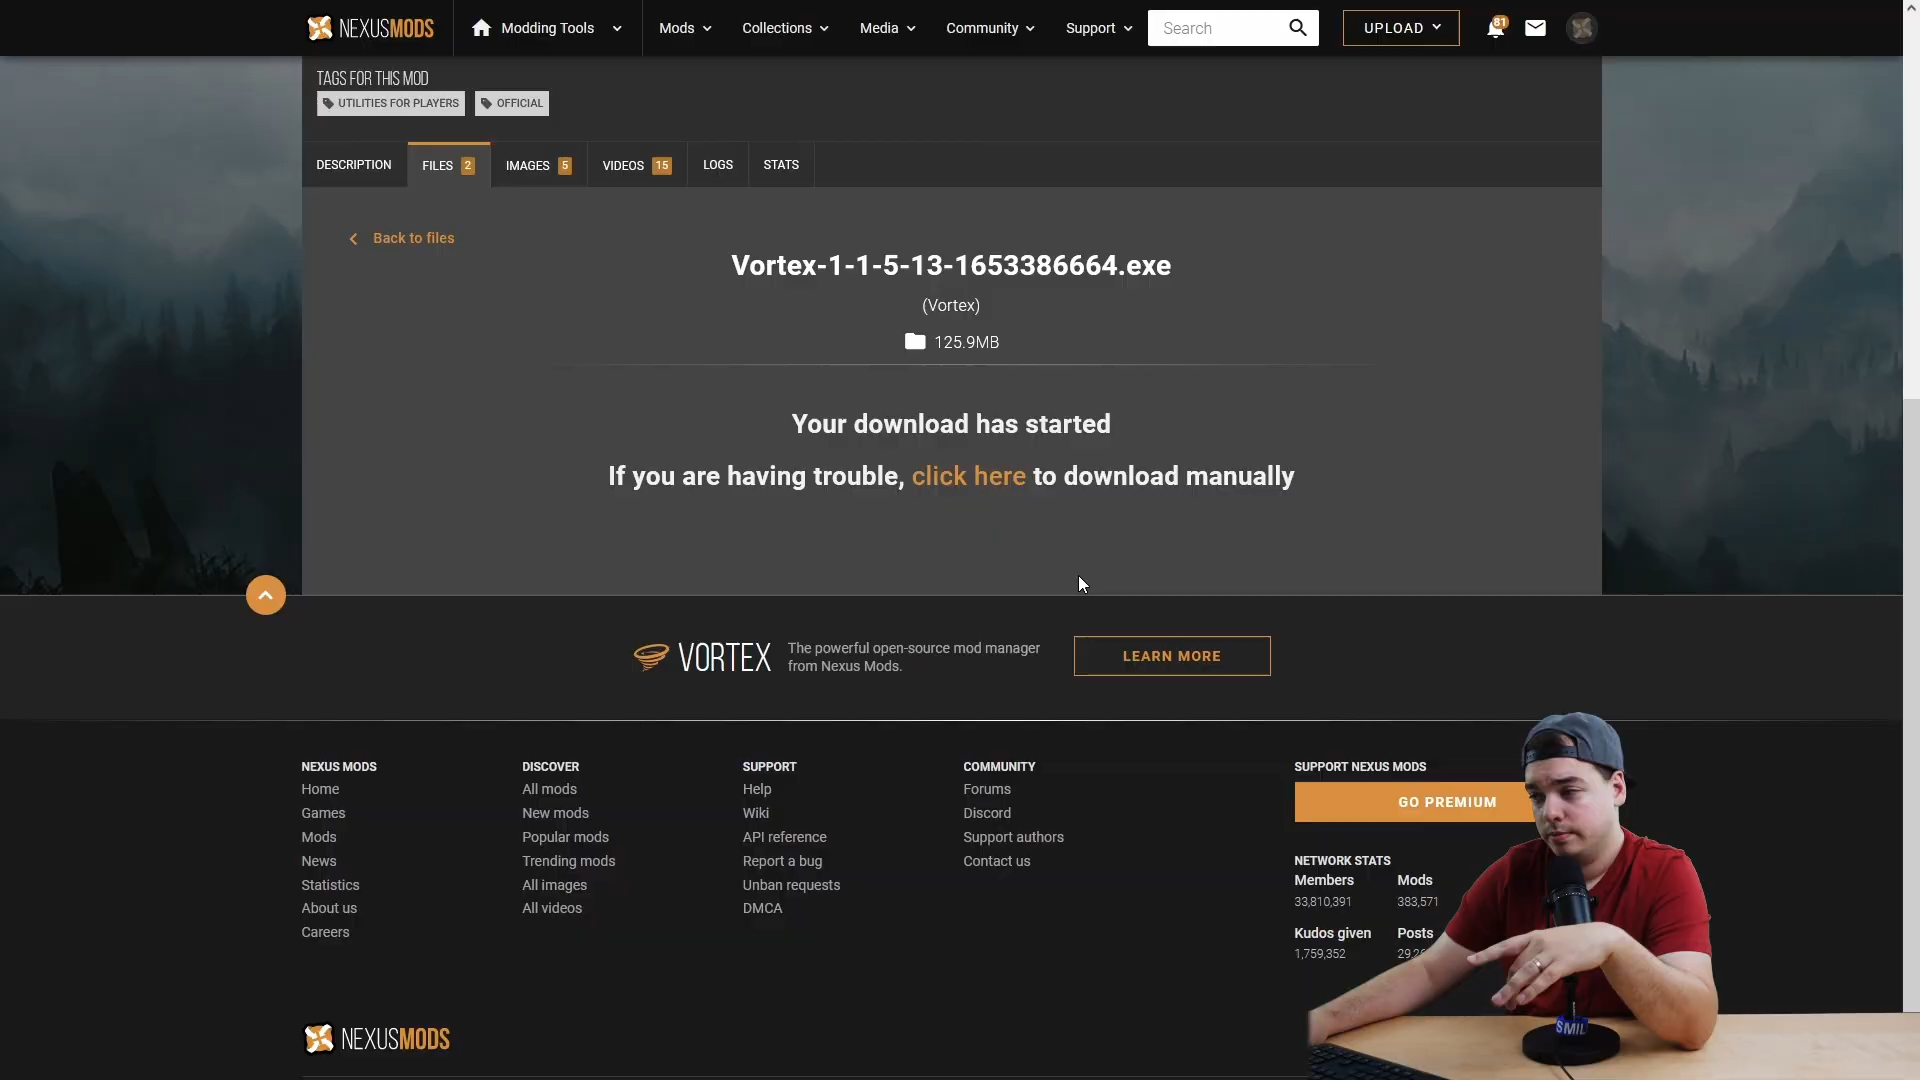 NEXUSMODS
Modding Tools
Mods
Collections
Media
Community
Support
Search
UPLOAD
81
TAGS FOR THIS MOD
UTILITIES FOR PLAYERS
OFFICIAL
DESCRIPTION
FILES 2
IMAGES 5
VIDEOS 15
LOGS
STATS
Back to files
Vortex-1-1-5-13-1653386664.exe
(Vortex)
125.9MB
Your download has started
If you are having trouble, click here to download manually
VORTEX
The powerful open-source mod manager
from Nexus Mods.
LEARN MORE
NEXUS MODS
Home
Games
Mods
News
Statistics
About us
Careers
DISCOVER
All mods
New mods
Popular mods
Trending mods
All images
All videos
SUPPORT
Help
Wiki
API reference
Report a bug
Unban requests
DMCA
COMMUNITY
Forums
Discord
Support authors
Contact us
SUPPORT NEXUS MODS
GO PREMIUM
NETWORK STATS
Members
33,810,391
Mods
383,571
Kudos given
1,759,352
Posts
SMIL
NEXUSMODS